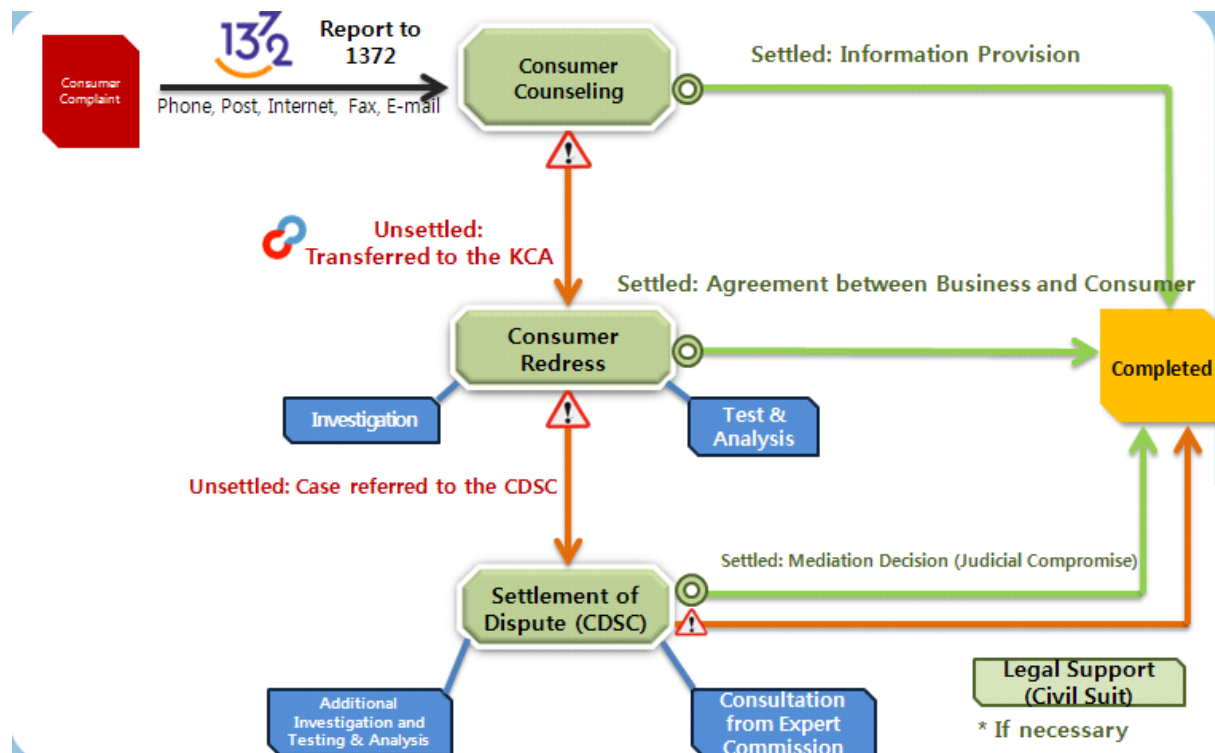 Consumer
Complaint
1372
Report to
1372
Phone, Post, Internet, Fax, E-mail
Consumer
Counseling
Settled: Information Provision
!
Unsettled:
Transferred to the KCA
Settled: Agreement between Business and Consumer
Consumer
Redress
Completed
Investigation
!
Test &
Analysis
Unsettled: Case referred to the CDSC
Settled: Mediation Decision (Judicial Compromise)
Settlement of
Dispute (CDSC)
!
Legal Support
(Civil Suit)
* If necessary
Additional
Investigation and
Testing & Analysis
Consultation
from Expert
Commission